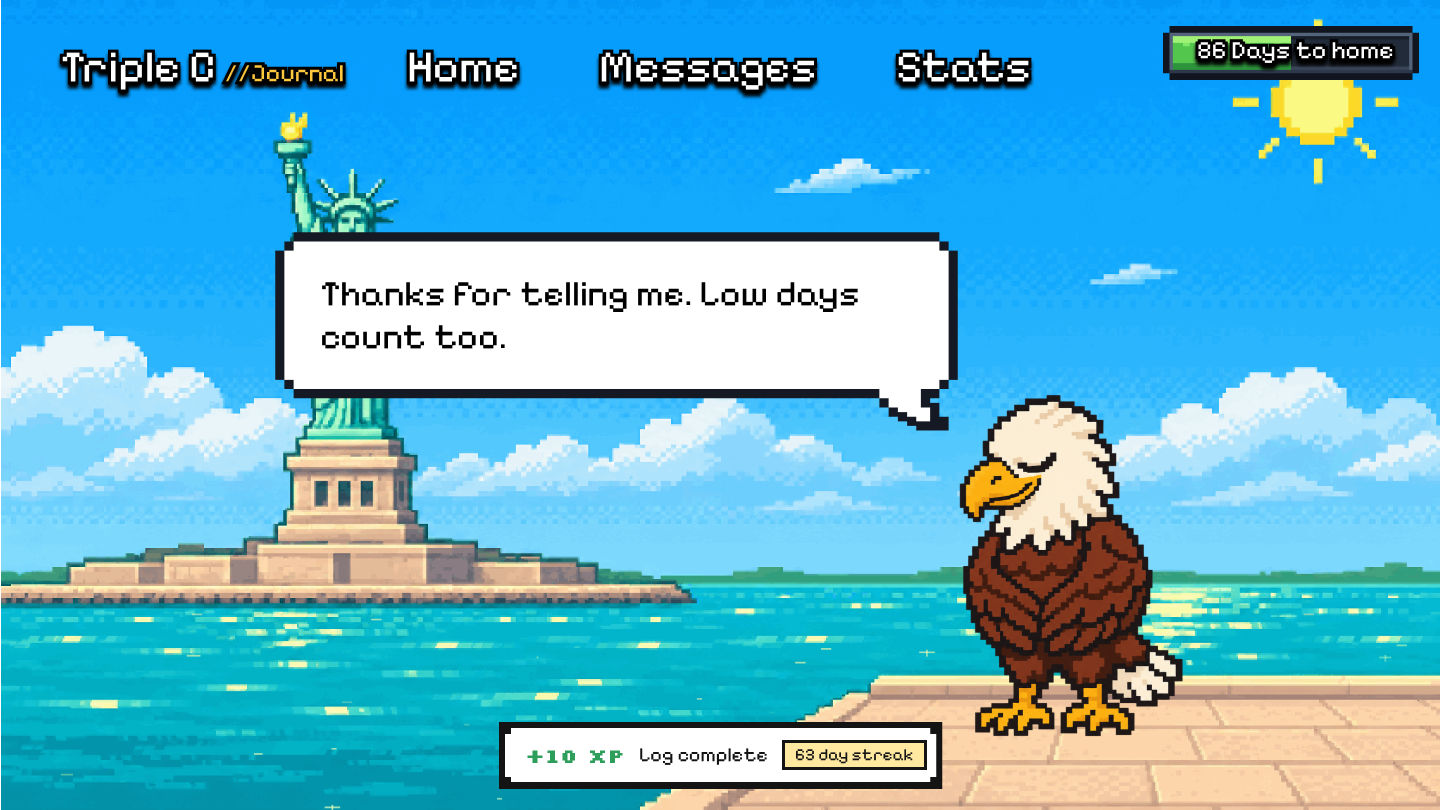 Triple C //Journal
Home
Messages
Stats
86 Days to home
Thanks for telling me. Low days
count too.
+10 XP Log complete 63 day streak